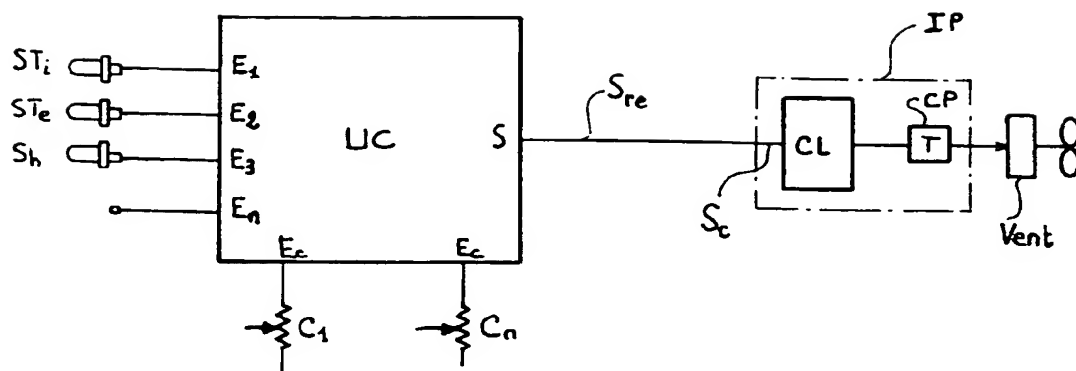 IP
STi
E1
STe
E2
Sh
E3
En
UC
S
Sre
Sc
CL
CP
T
Vent
Ec
Ec
C1
Cn